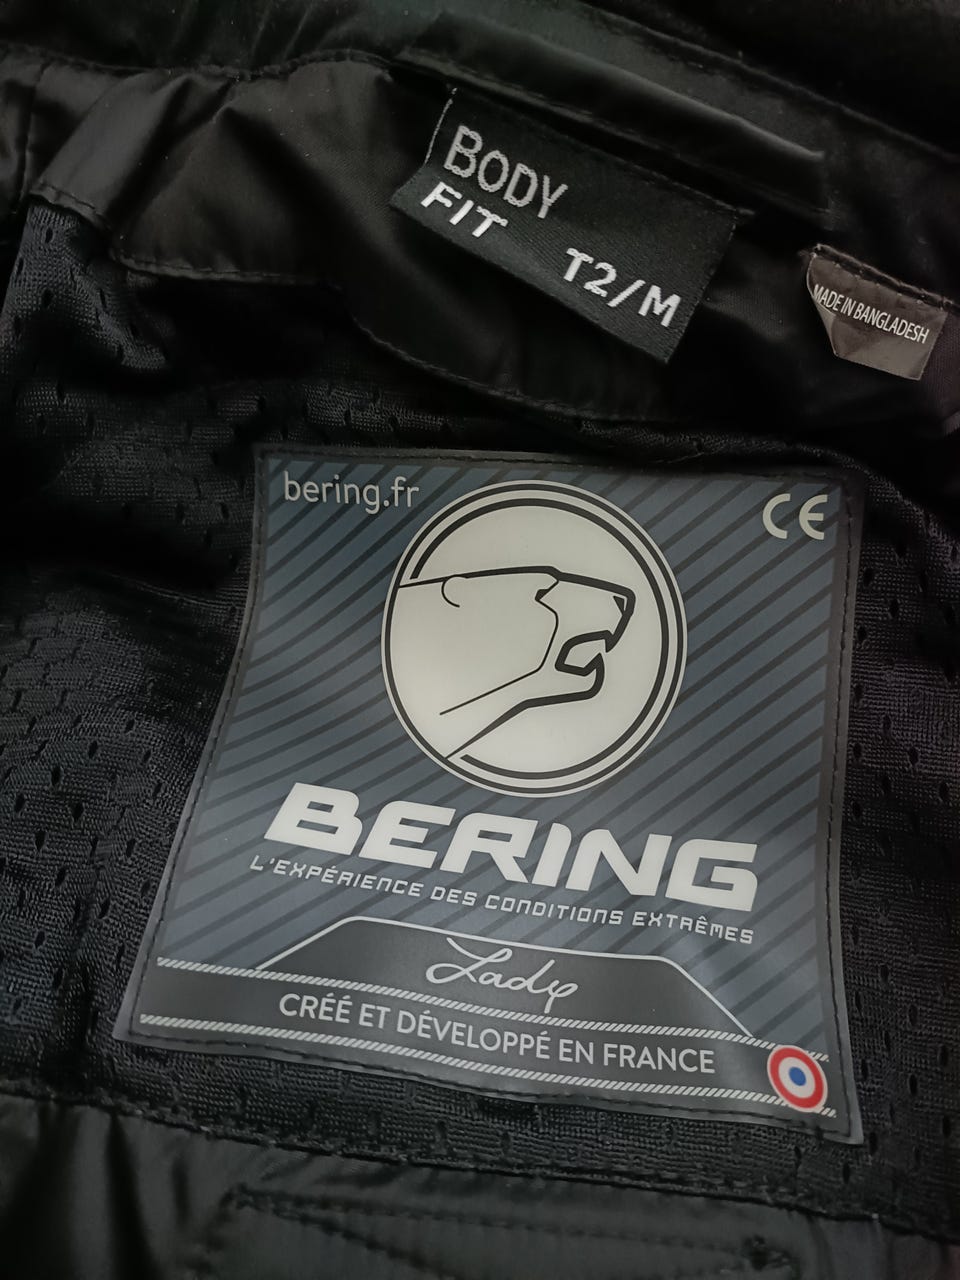 BODY
FIT
T2/M
MADE IN BANGLADESH
bering.fr
CE
BERING
L'EXPÉRIENCE DES CONDITIONS EXTRÊMES
Lady
CRÉÉ ET DÉVELOPPÉ EN FRANCE